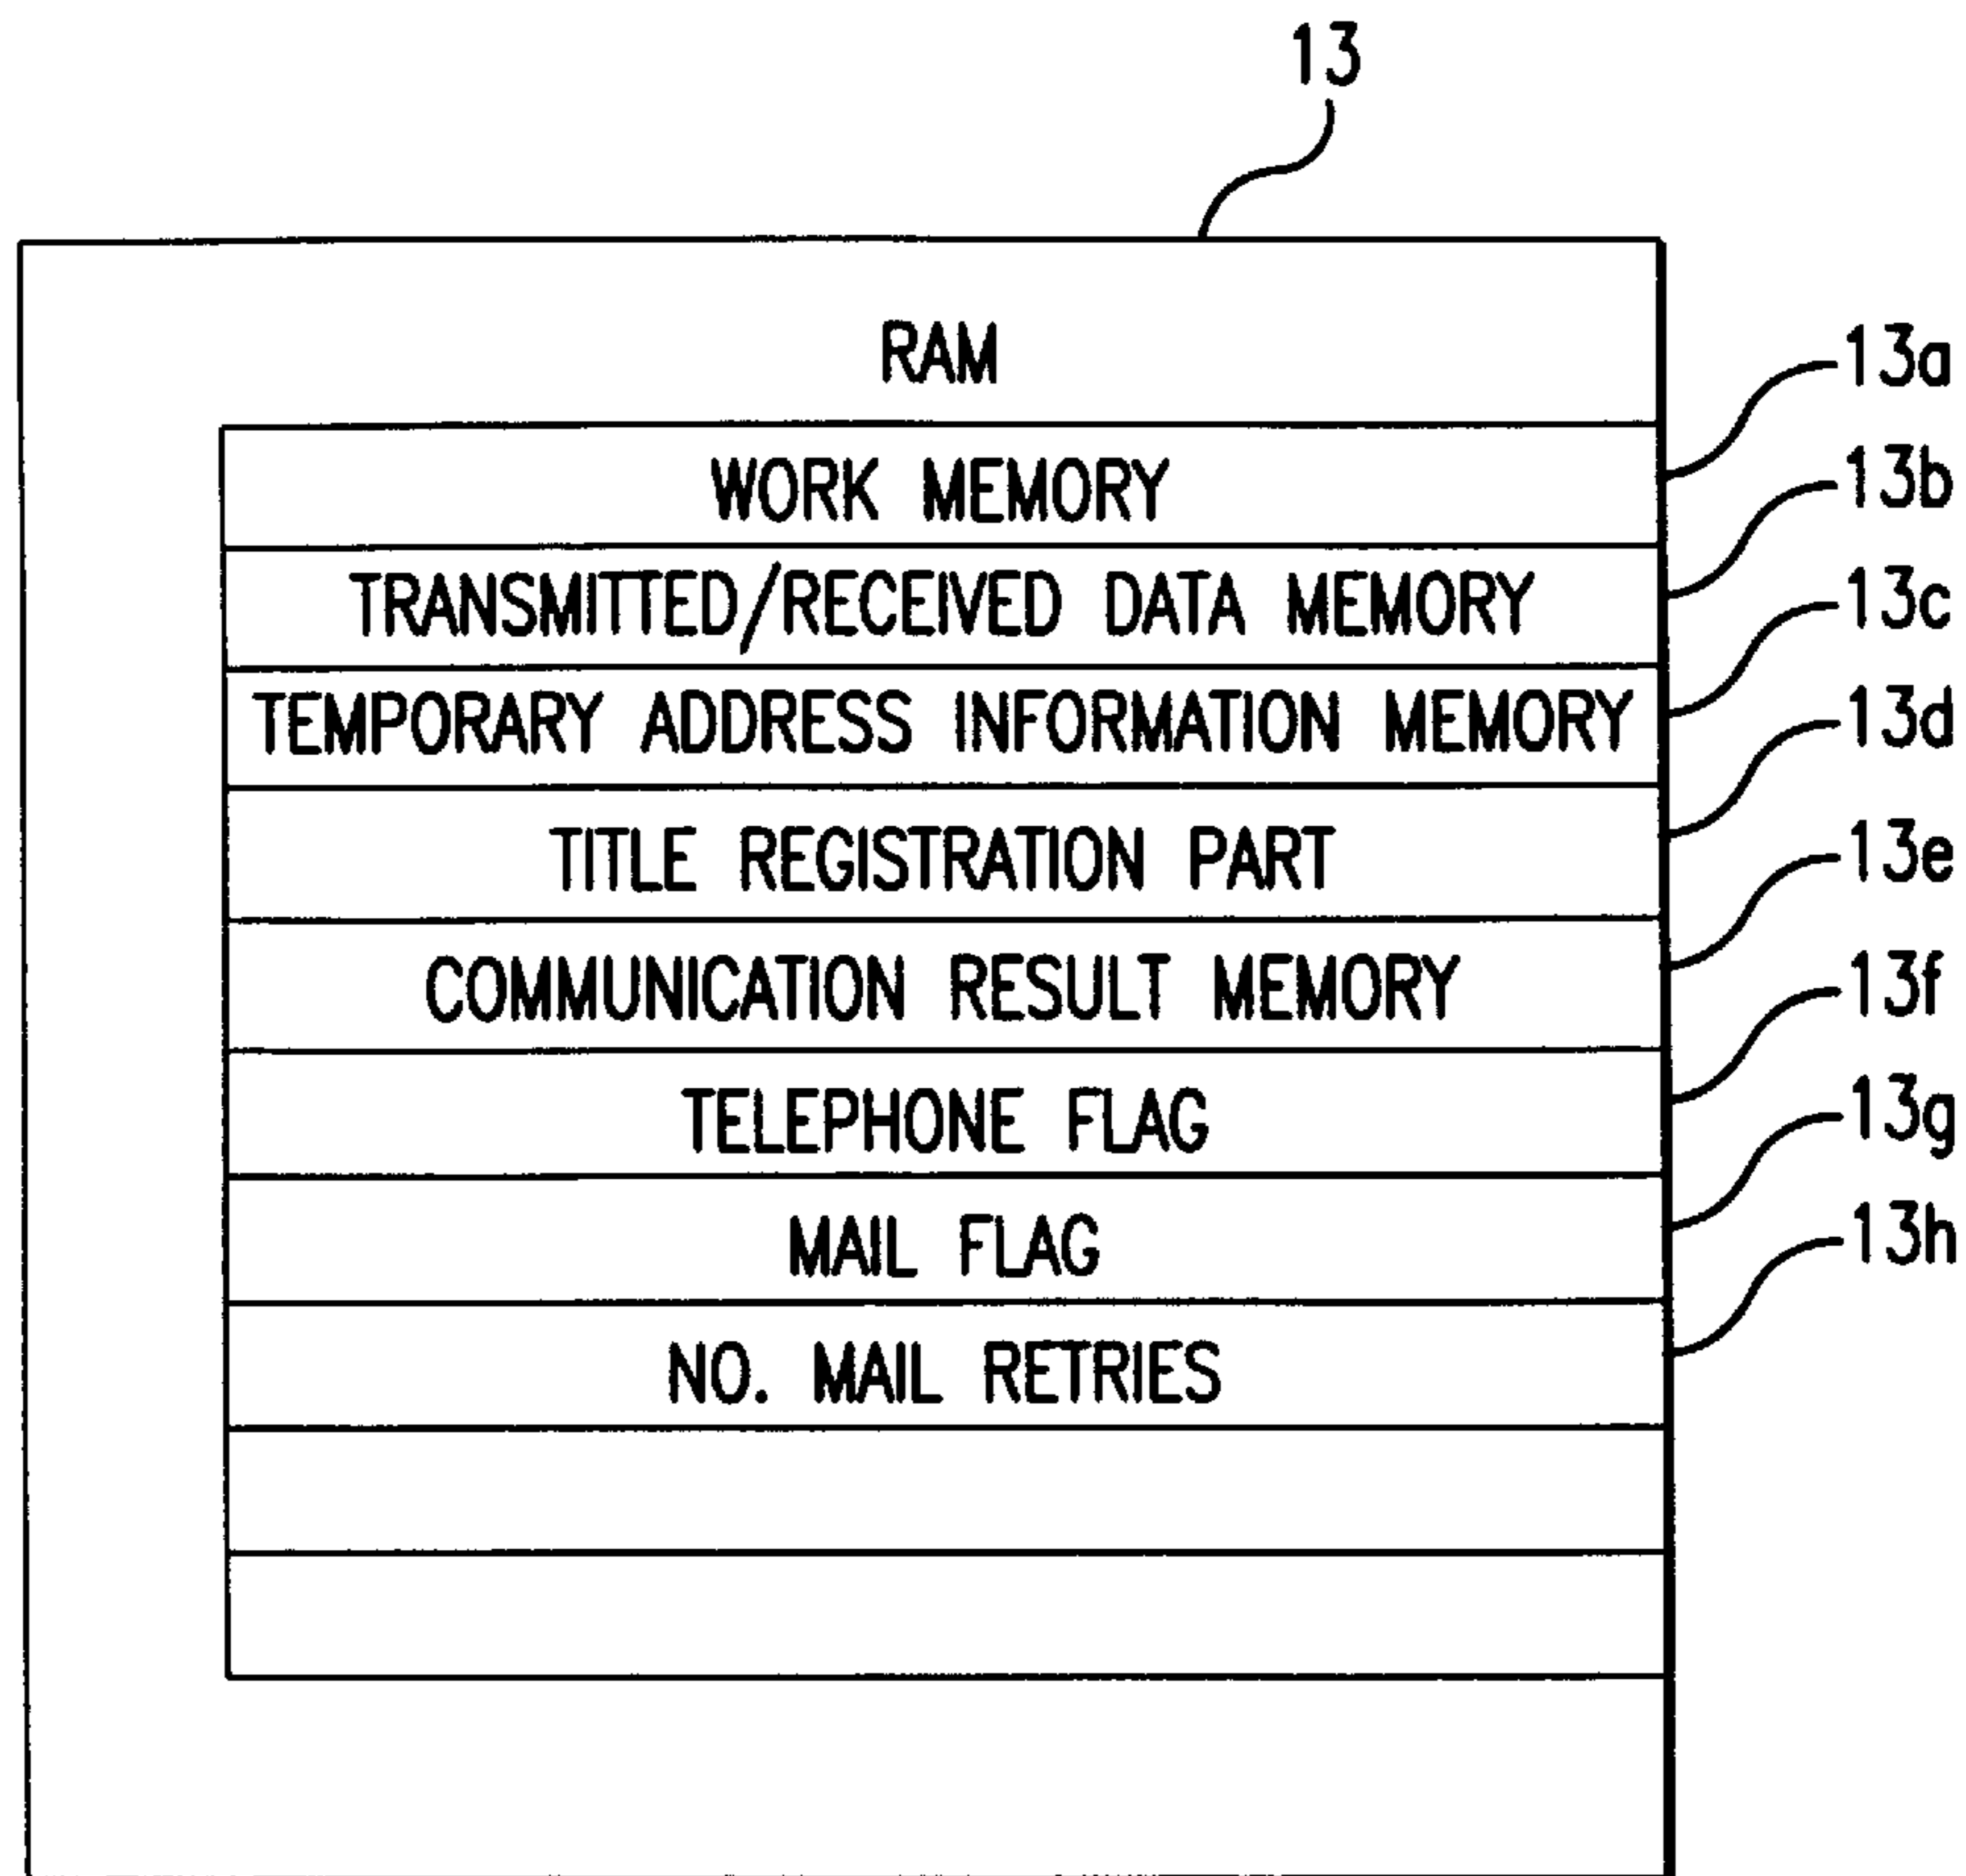 13
RAM
13a
WORK MEMORY
13b
TRANSMITTED/RECEIVED DATA MEMORY
13c
TEMPORARY ADDRESS INFORMATION MEMORY
13d
TITLE REGISTRATION PART
13e
COMMUNICATION RESULT MEMORY
13f
TELEPHONE FLAG
13g
MAIL FLAG
13h
NO. MAIL RETRIES